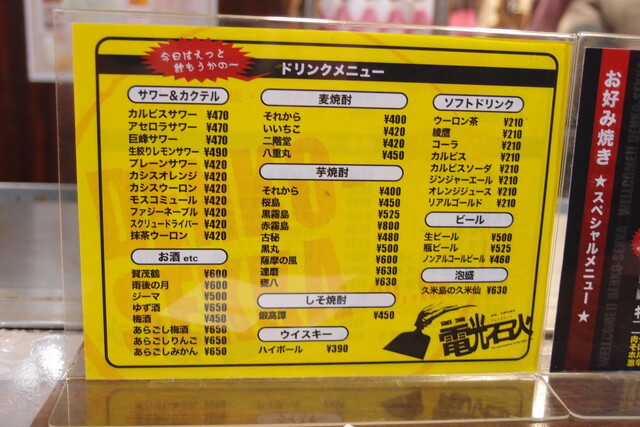 今日はえっと
飲もうかの〜
ドリンクメニュー
サワー&カクテル
カルピスサワー ¥470
アセロラサワー ¥470
巨峰サワー ¥470
生絞りレモンサワー ¥490
プレーンサワー ¥420
カシスオレンジ ¥420
カシスウーロン ¥420
モスコミュール ¥420
ファジーネーブル ¥420
スクリュードライバー ¥420
抹茶ウーロン ¥420
お酒 etc
賀茂鶴 ¥600
雨後の月 ¥600
ジーマ ¥500
ゆず酒 ¥650
梅酒 ¥450
あらごし梅酒 ¥650
あらごしりんご ¥650
あらごしみかん ¥650
麦焼酎
それから ¥400
いいちこ ¥420
二階堂 ¥420
八重丸 ¥450
芋焼酎
それから ¥400
桜島 ¥450
黒霧島 ¥525
赤霧島 ¥800
古秘 ¥480
黒丸 ¥500
薩摩の風 ¥600
達磨 ¥630
甕八 ¥630
しそ焼酎
鍛高譚 ¥450
ウイスキー
ハイボール ¥390
ソフトドリンク
ウーロン茶 ¥210
綾鷹 ¥210
コーラ ¥210
カルピス ¥210
カルピスソーダ ¥210
ジンジャーエール ¥210
オレンジジュース ¥210
リアルゴールド ¥210
ビール
生ビール ¥500
瓶ビール ¥525
ノンアルコールビール ¥460
泡盛
久米島の久米仙 ¥630
電光石火
お好み焼き ★スペシャルメニュー★
WELCOME!! DENKO-SEKKA